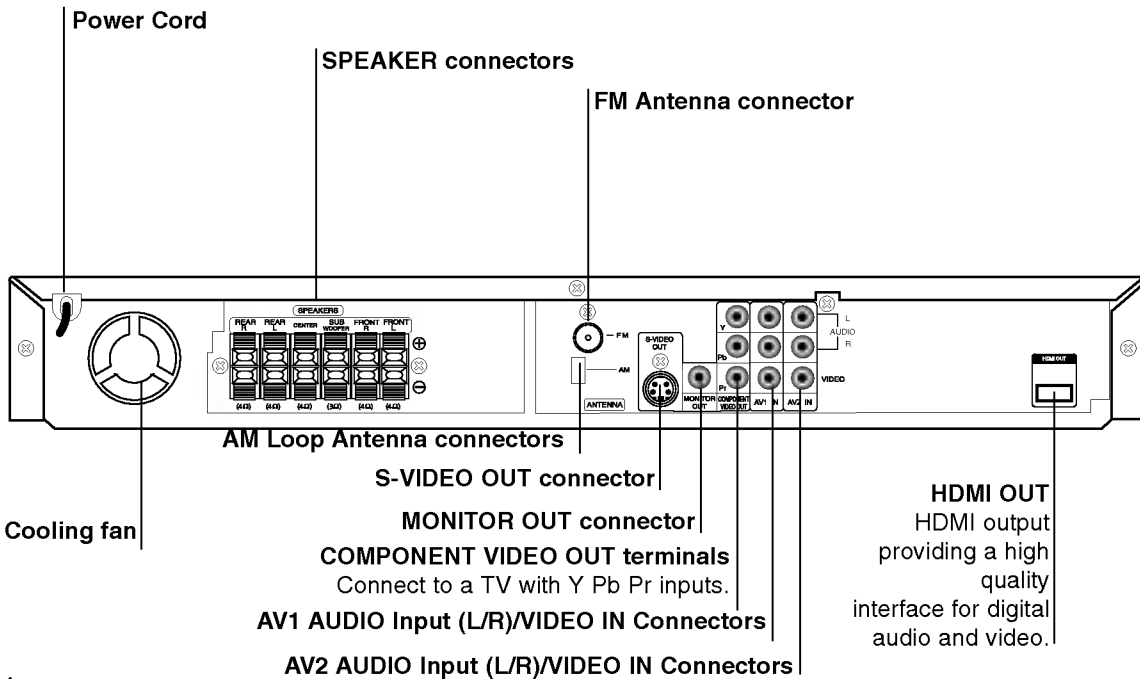 Power Cord
SPEAKER connectors
FM Antenna connector
SPEAKERS
REAR R
REAR L
CENTER
SUB WOOFER
FRONT R
FRONT L
(4Ω) (4Ω) (4Ω) (3Ω) (4Ω) (4Ω)
FM
AM
ANTENNA
S-VIDEO OUT
Y
Pb
Pr
MONITOR OUT
COMPONENT VIDEO OUT
AV1 IN
AV2 IN
L
AUDIO
R
VIDEO
HDMI OUT
AM Loop Antenna connectors
S-VIDEO OUT connector
MONITOR OUT connector
Cooling fan
COMPONENT VIDEO OUT terminals
Connect to a TV with Y Pb Pr inputs.
AV1 AUDIO Input (L/R)/VIDEO IN Connectors
AV2 AUDIO Input (L/R)/VIDEO IN Connectors
HDMI OUT
HDMI output
providing a high
quality
interface for digital
audio and video.